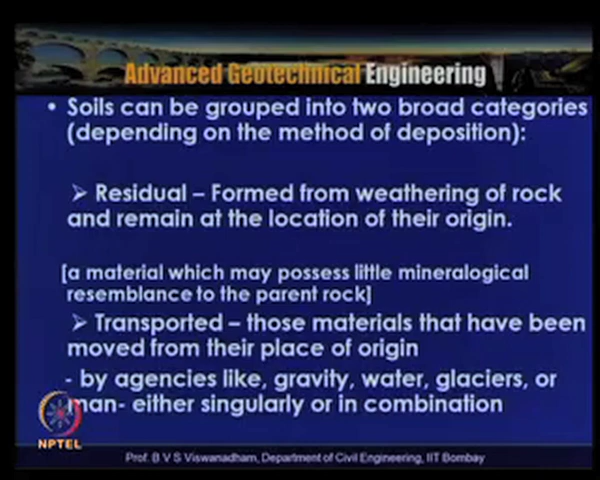 Advanced Geotechnical Engineering
• Soils can be grouped into two broad categories
(depending on the method of deposition):
➢ Residual – Formed from weathering of rock
and remain at the location of their origin.
[a material which may possess little mineralogical
resemblance to the parent rock]
➢ Transported – those materials that have been
moved from their place of origin
- by agencies like, gravity, water, glaciers, or
man- either singularly or in combination
NPTEL
Prof. B V S Viswanadham, Department of Civil Engineering, IIT Bombay